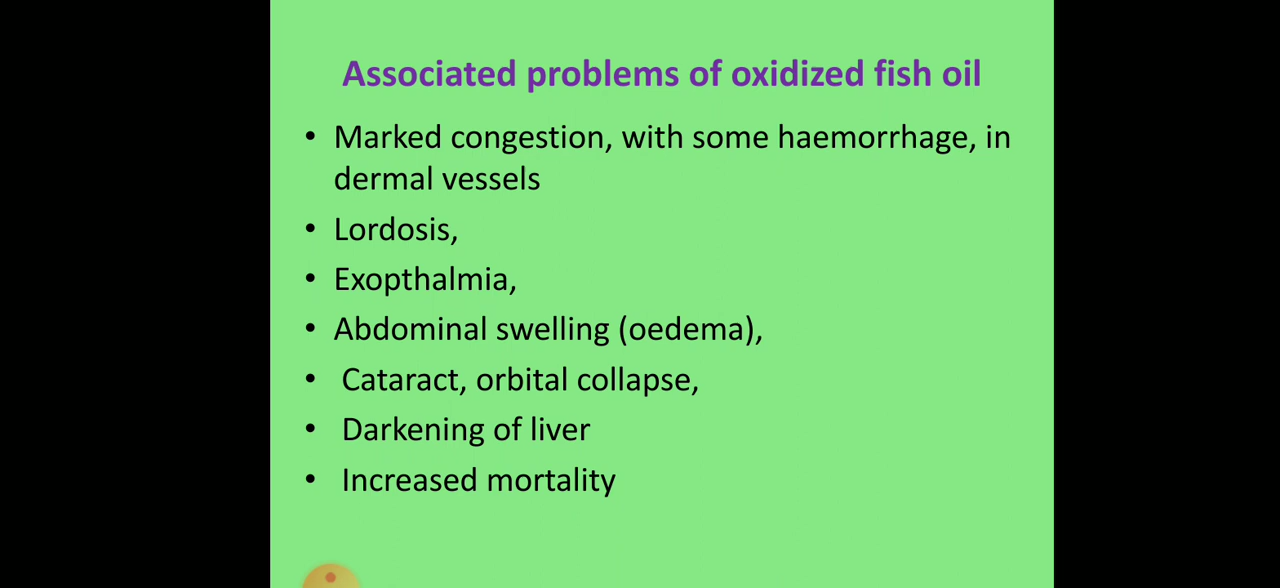 Associated problems of oxidized fish oil
• Marked congestion, with some haemorrhage, in
dermal vessels
• Lordosis,
• Exopthalmia,
• Abdominal swelling (oedema),
• Cataract, orbital collapse,
• Darkening of liver
• Increased mortality